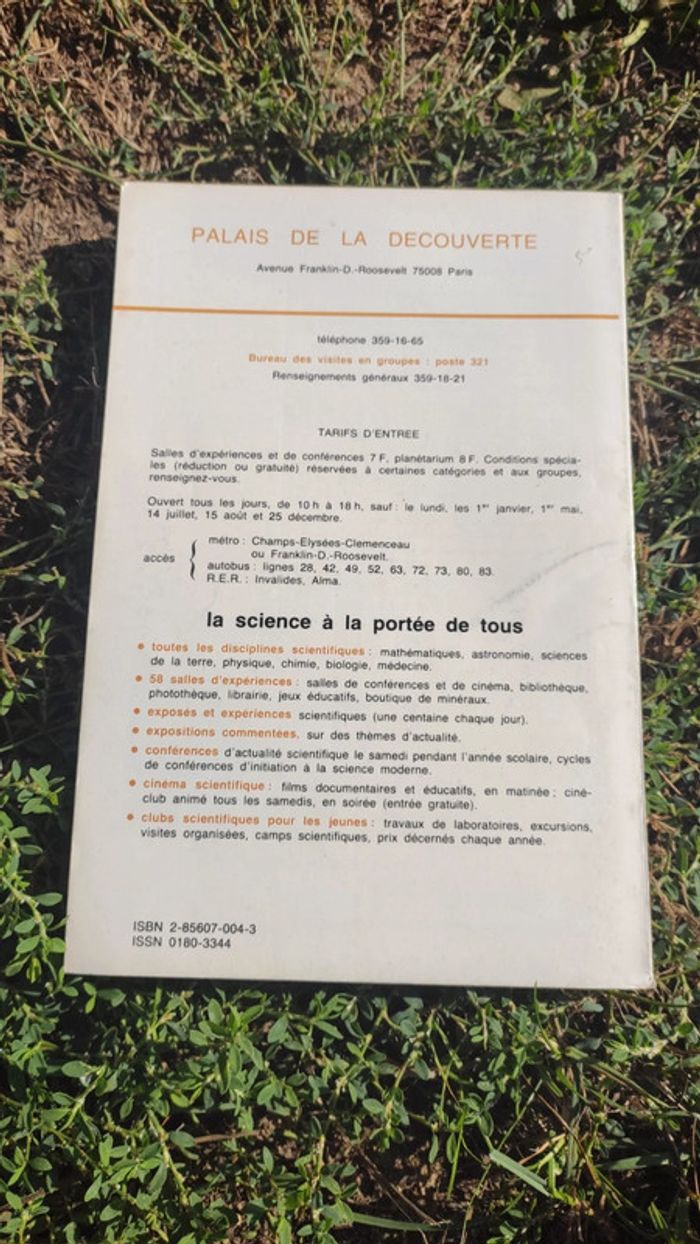 PALAIS DE LA DECOUVERTE
Avenue Franklin-D.-Roosevelt 75008 Paris
téléphone 359-16-65
Bureau des visites en groupes : poste 321
Renseignements généraux 359-18-21
TARIFS D'ENTREE
Salles d'expériences et de conférences 7 F, planétarium 8 F. Conditions spécia-
les (réduction ou gratuité) réservées à certaines catégories et aux groupes,
renseignez-vous.
Ouvert tous les jours, de 10 h à 18 h, sauf : le lundi, les 1er janvier, 1er mai,
14 juillet, 15 août et 25 décembre.
métro : Champs-Elysées-Clemenceau
ou Franklin-D.-Roosevelt.
accès
autobus : lignes 28, 42, 49, 52, 63, 72, 73, 80, 83.
R.E.R. : Invalides, Alma.
la science à la portée de tous
• toutes les disciplines scientifiques : mathématiques, astronomie, sciences
de la terre, physique, chimie, biologie, médecine.
• 58 salles d'expériences : salles de conférences et de cinéma, bibliothèque,
photothèque, librairie, jeux éducatifs, boutique de minéraux.
• exposés et expériences scientifiques (une centaine chaque jour).
• expositions commentées, sur des thèmes d'actualité.
• conférences d'actualité scientifique le samedi pendant l'année scolaire, cycles
de conférences d'initiation à la science moderne.
• cinéma scientifique : films documentaires et éducatifs, en matinée ; ciné-
club animé tous les samedis, en soirée (entrée gratuite).
• clubs scientifiques pour les jeunes : travaux de laboratoires, excursions,
visites organisées, camps scientifiques, prix décernés chaque année.
ISBN 2-85607-004-3
ISSN 0180-3344